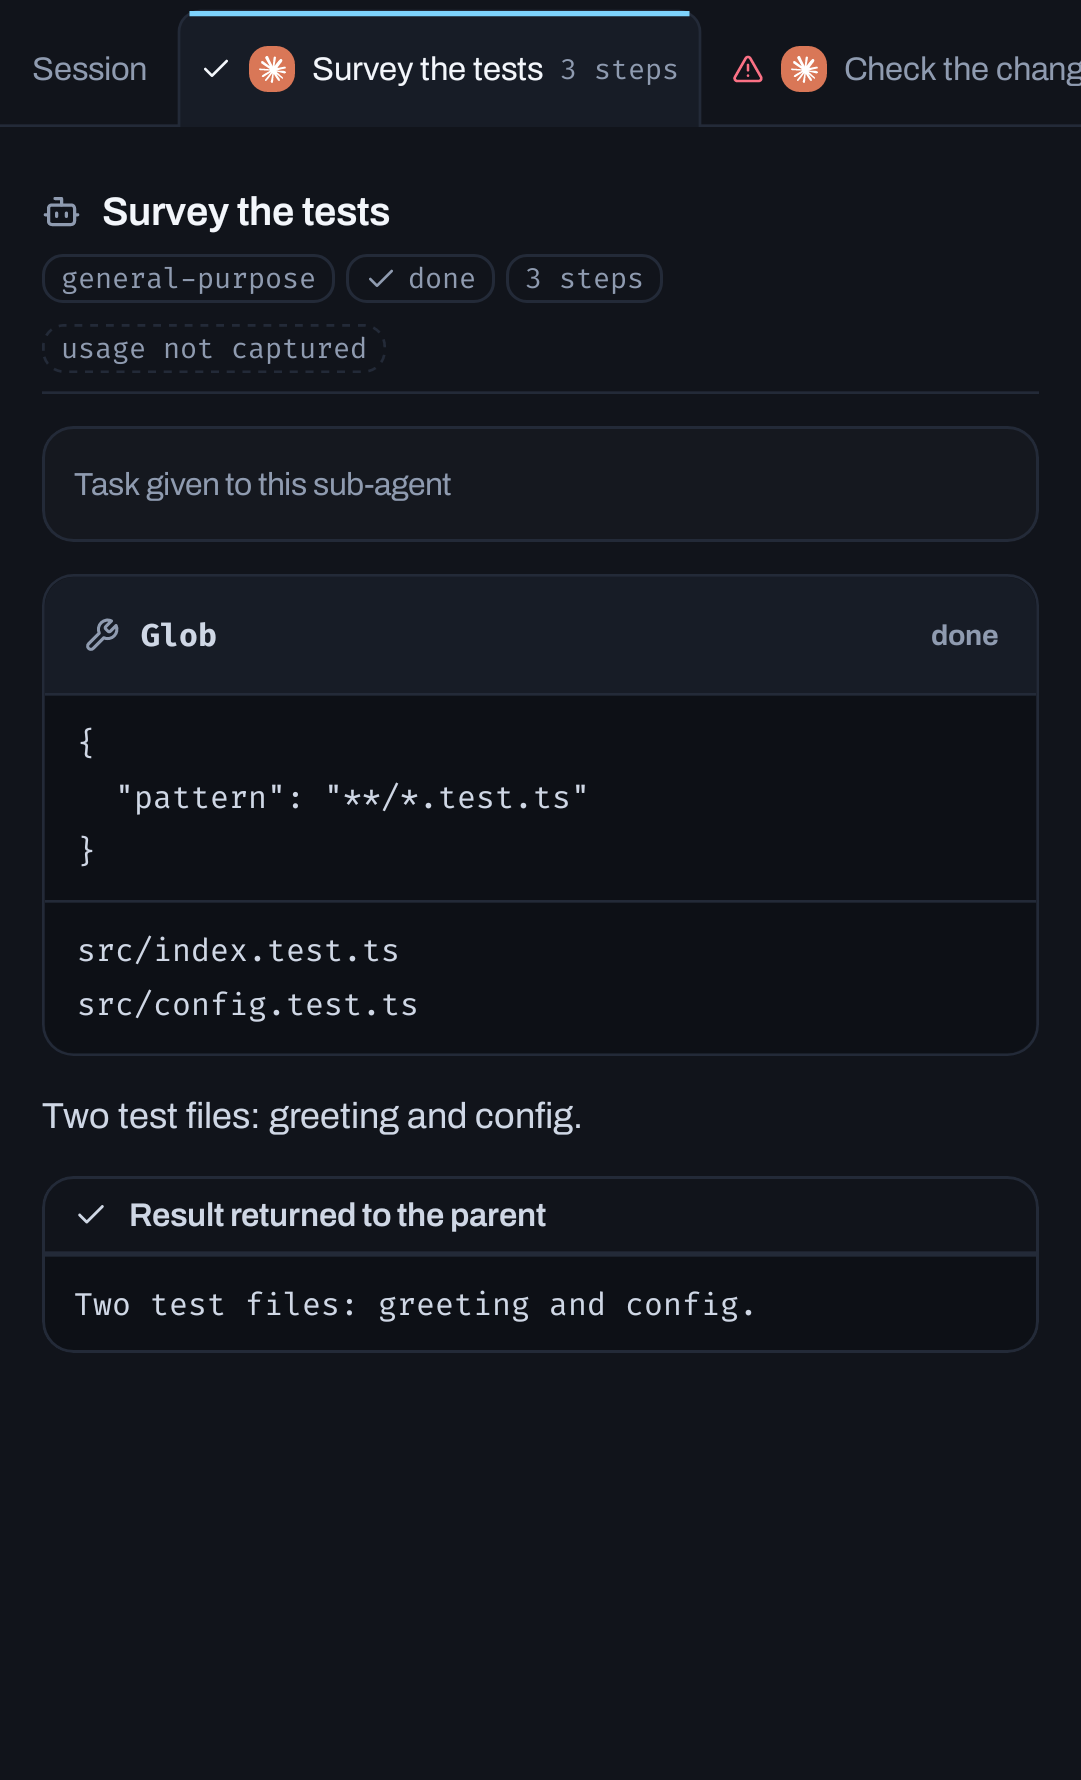 Session
Survey the tests 3 steps
Check the chang
Survey the tests
general-purpose
done
3 steps
usage not captured
Task given to this sub-agent
Glob
done
{
"pattern": "**/*.test.ts"
}
src/index.test.ts
src/config.test.ts
Two test files: greeting and config.
Result returned to the parent
Two test files: greeting and config.